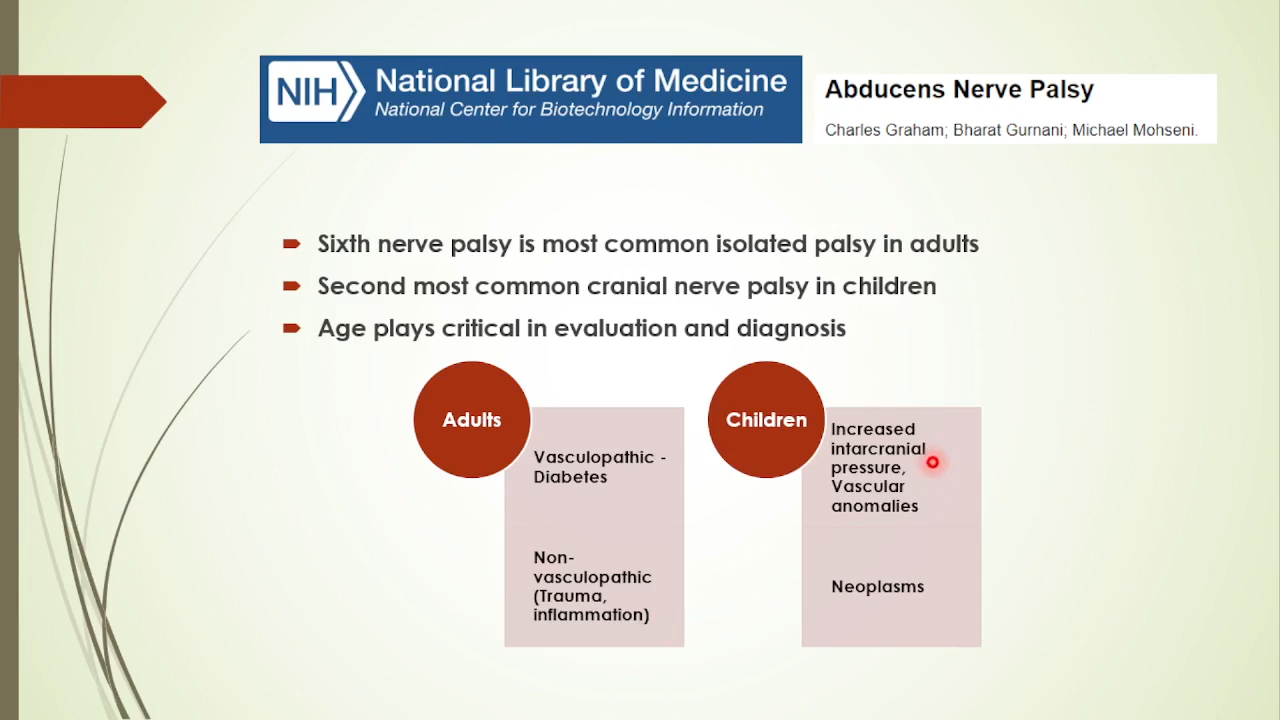 NIH
National Library of Medicine
National Center for Biotechnology Information
Abducens Nerve Palsy
Charles Graham; Bharat Gurnani; Michael Mohseni.
Sixth nerve palsy is most common isolated palsy in adults
Second most common cranial nerve palsy in children
Age plays critical in evaluation and diagnosis
Adults
Vasculopathic -
Diabetes
Non-
vasculopathic
(Trauma,
inflammation)
Children
Increased
intarcranial
pressure,
Vascular
anomalies
Neoplasms